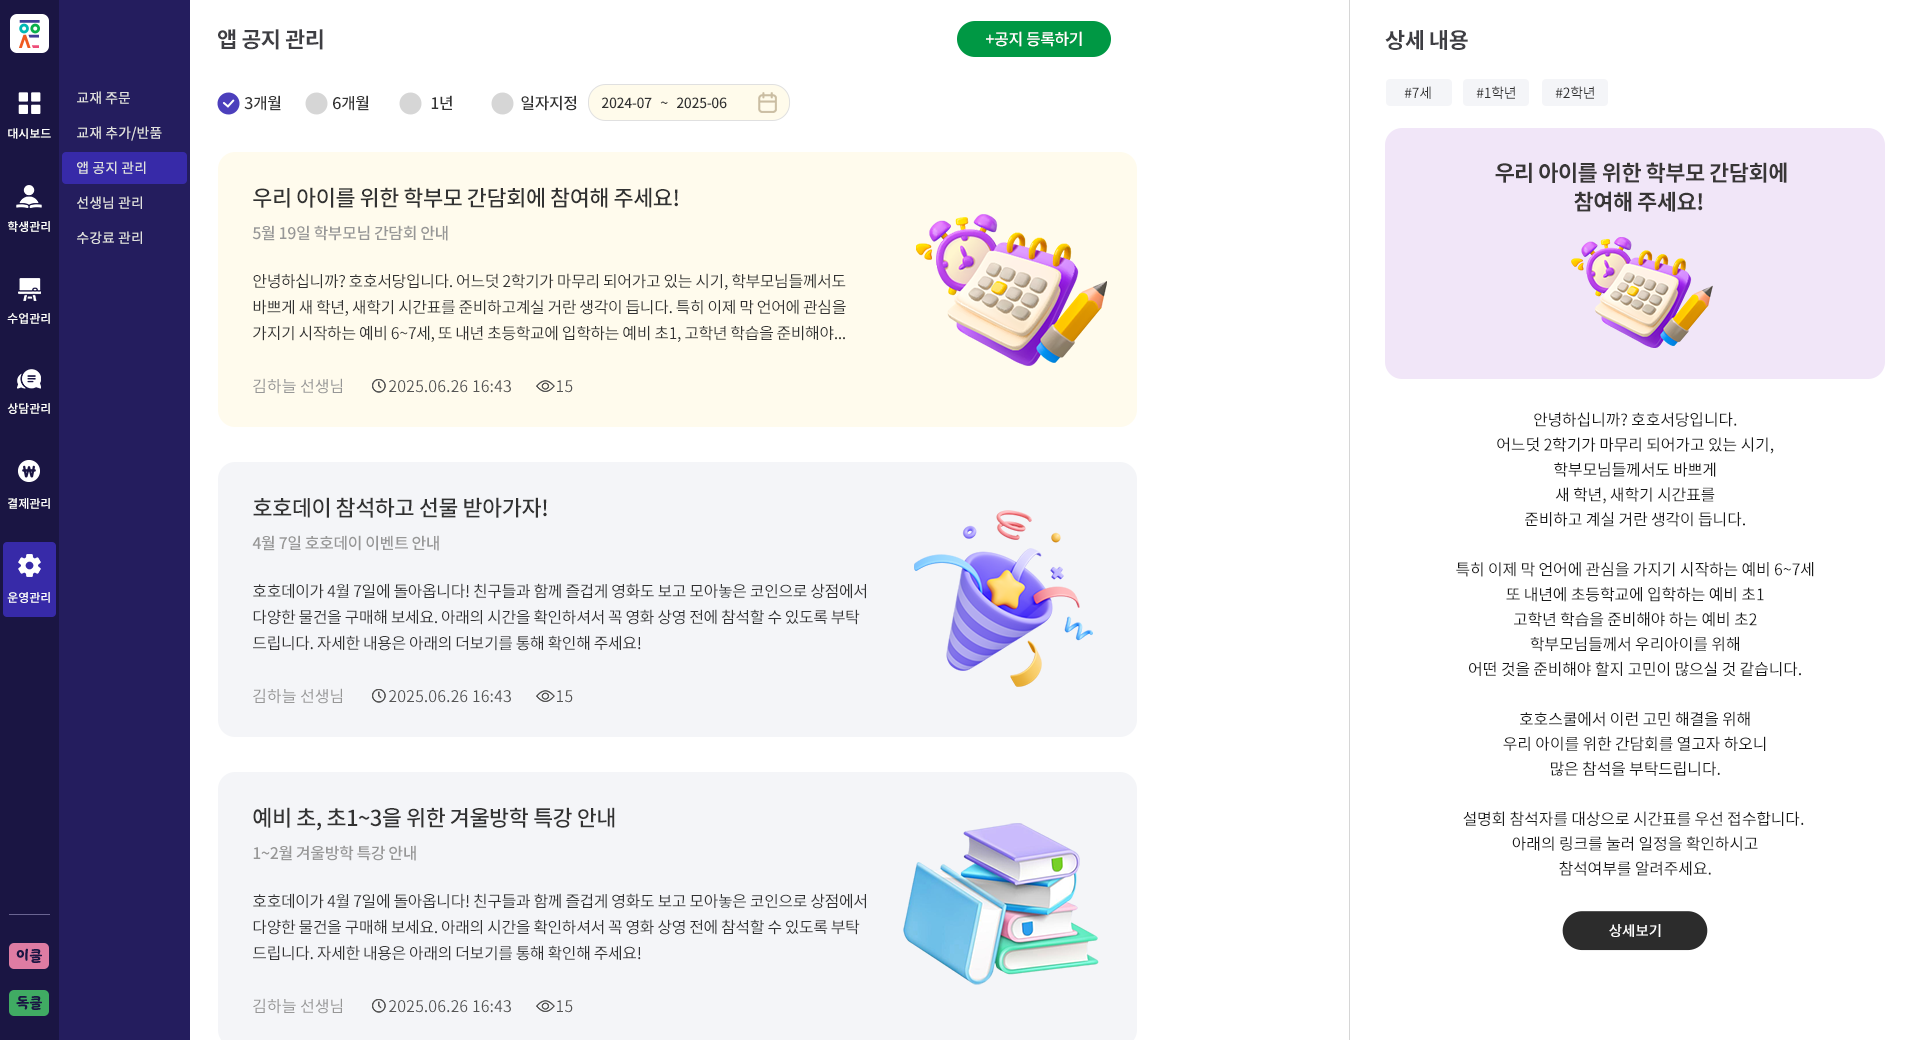 대시보드
학생관리
수업관리
상담관리
결제관리
운영관리
이클
독클
교재 주문
교재 추가/반품
앱 공지 관리
선생님 관리
수강료 관리
앱 공지 관리
+공지 등록하기
3개월
6개월
1년
일자지정
2024-07 ~ 2025-06
우리 아이를 위한 학부모 간담회에 참여해 주세요!
5월 19일 학부모님 간담회 안내
안녕하십니까? 호호서당입니다. 어느덧 2학기가 마무리 되어가고 있는 시기, 학부모님들께서도
바쁘게 새 학년, 새학기 시간표를 준비하고계실 거란 생각이 듭니다. 특히 이제 막 언어에 관심을
가지기 시작하는 예비 6~7세, 또 내년 초등학교에 입학하는 예비 초1, 고학년 학습을 준비해야...
김하늘 선생님
2025.06.26 16:43
15
호호데이 참석하고 선물 받아가자!
4월 7일 호호데이 이벤트 안내
호호데이가 4월 7일에 돌아옵니다! 친구들과 함께 즐겁게 영화도 보고 모아놓은 코인으로 상점에서
다양한 물건을 구매해 보세요. 아래의 시간을 확인하셔서 꼭 영화 상영 전에 참석할 수 있도록 부탁
드립니다. 자세한 내용은 아래의 더보기를 통해 확인해 주세요!
김하늘 선생님
2025.06.26 16:43
15
예비 초, 초1~3을 위한 겨울방학 특강 안내
1~2월 겨울방학 특강 안내
호호데이가 4월 7일에 돌아옵니다! 친구들과 함께 즐겁게 영화도 보고 모아놓은 코인으로 상점에서
다양한 물건을 구매해 보세요. 아래의 시간을 확인하셔서 꼭 영화 상영 전에 참석할 수 있도록 부탁
드립니다. 자세한 내용은 아래의 더보기를 통해 확인해 주세요!
김하늘 선생님
2025.06.26 16:43
15
상세 내용
#7세
#1학년
#2학년
우리 아이를 위한 학부모 간담회에
참여해 주세요!
안녕하십니까? 호호서당입니다.
어느덧 2학기가 마무리 되어가고 있는 시기,
학부모님들께서도 바쁘게
새 학년, 새학기 시간표를
준비하고 계실 거란 생각이 듭니다.
특히 이제 막 언어에 관심을 가지기 시작하는 예비 6~7세
또 내년에 초등학교에 입학하는 예비 초1
고학년 학습을 준비해야 하는 예비 초2
학부모님들께서 우리아이를 위해
어떤 것을 준비해야 할지 고민이 많으실 것 같습니다.
호호스쿨에서 이런 고민 해결을 위해
우리 아이를 위한 간담회를 열고자 하오니
많은 참석을 부탁드립니다.
설명회 참석자를 대상으로 시간표를 우선 접수합니다.
아래의 링크를 눌러 일정을 확인하시고
참석여부를 알려주세요.
상세보기